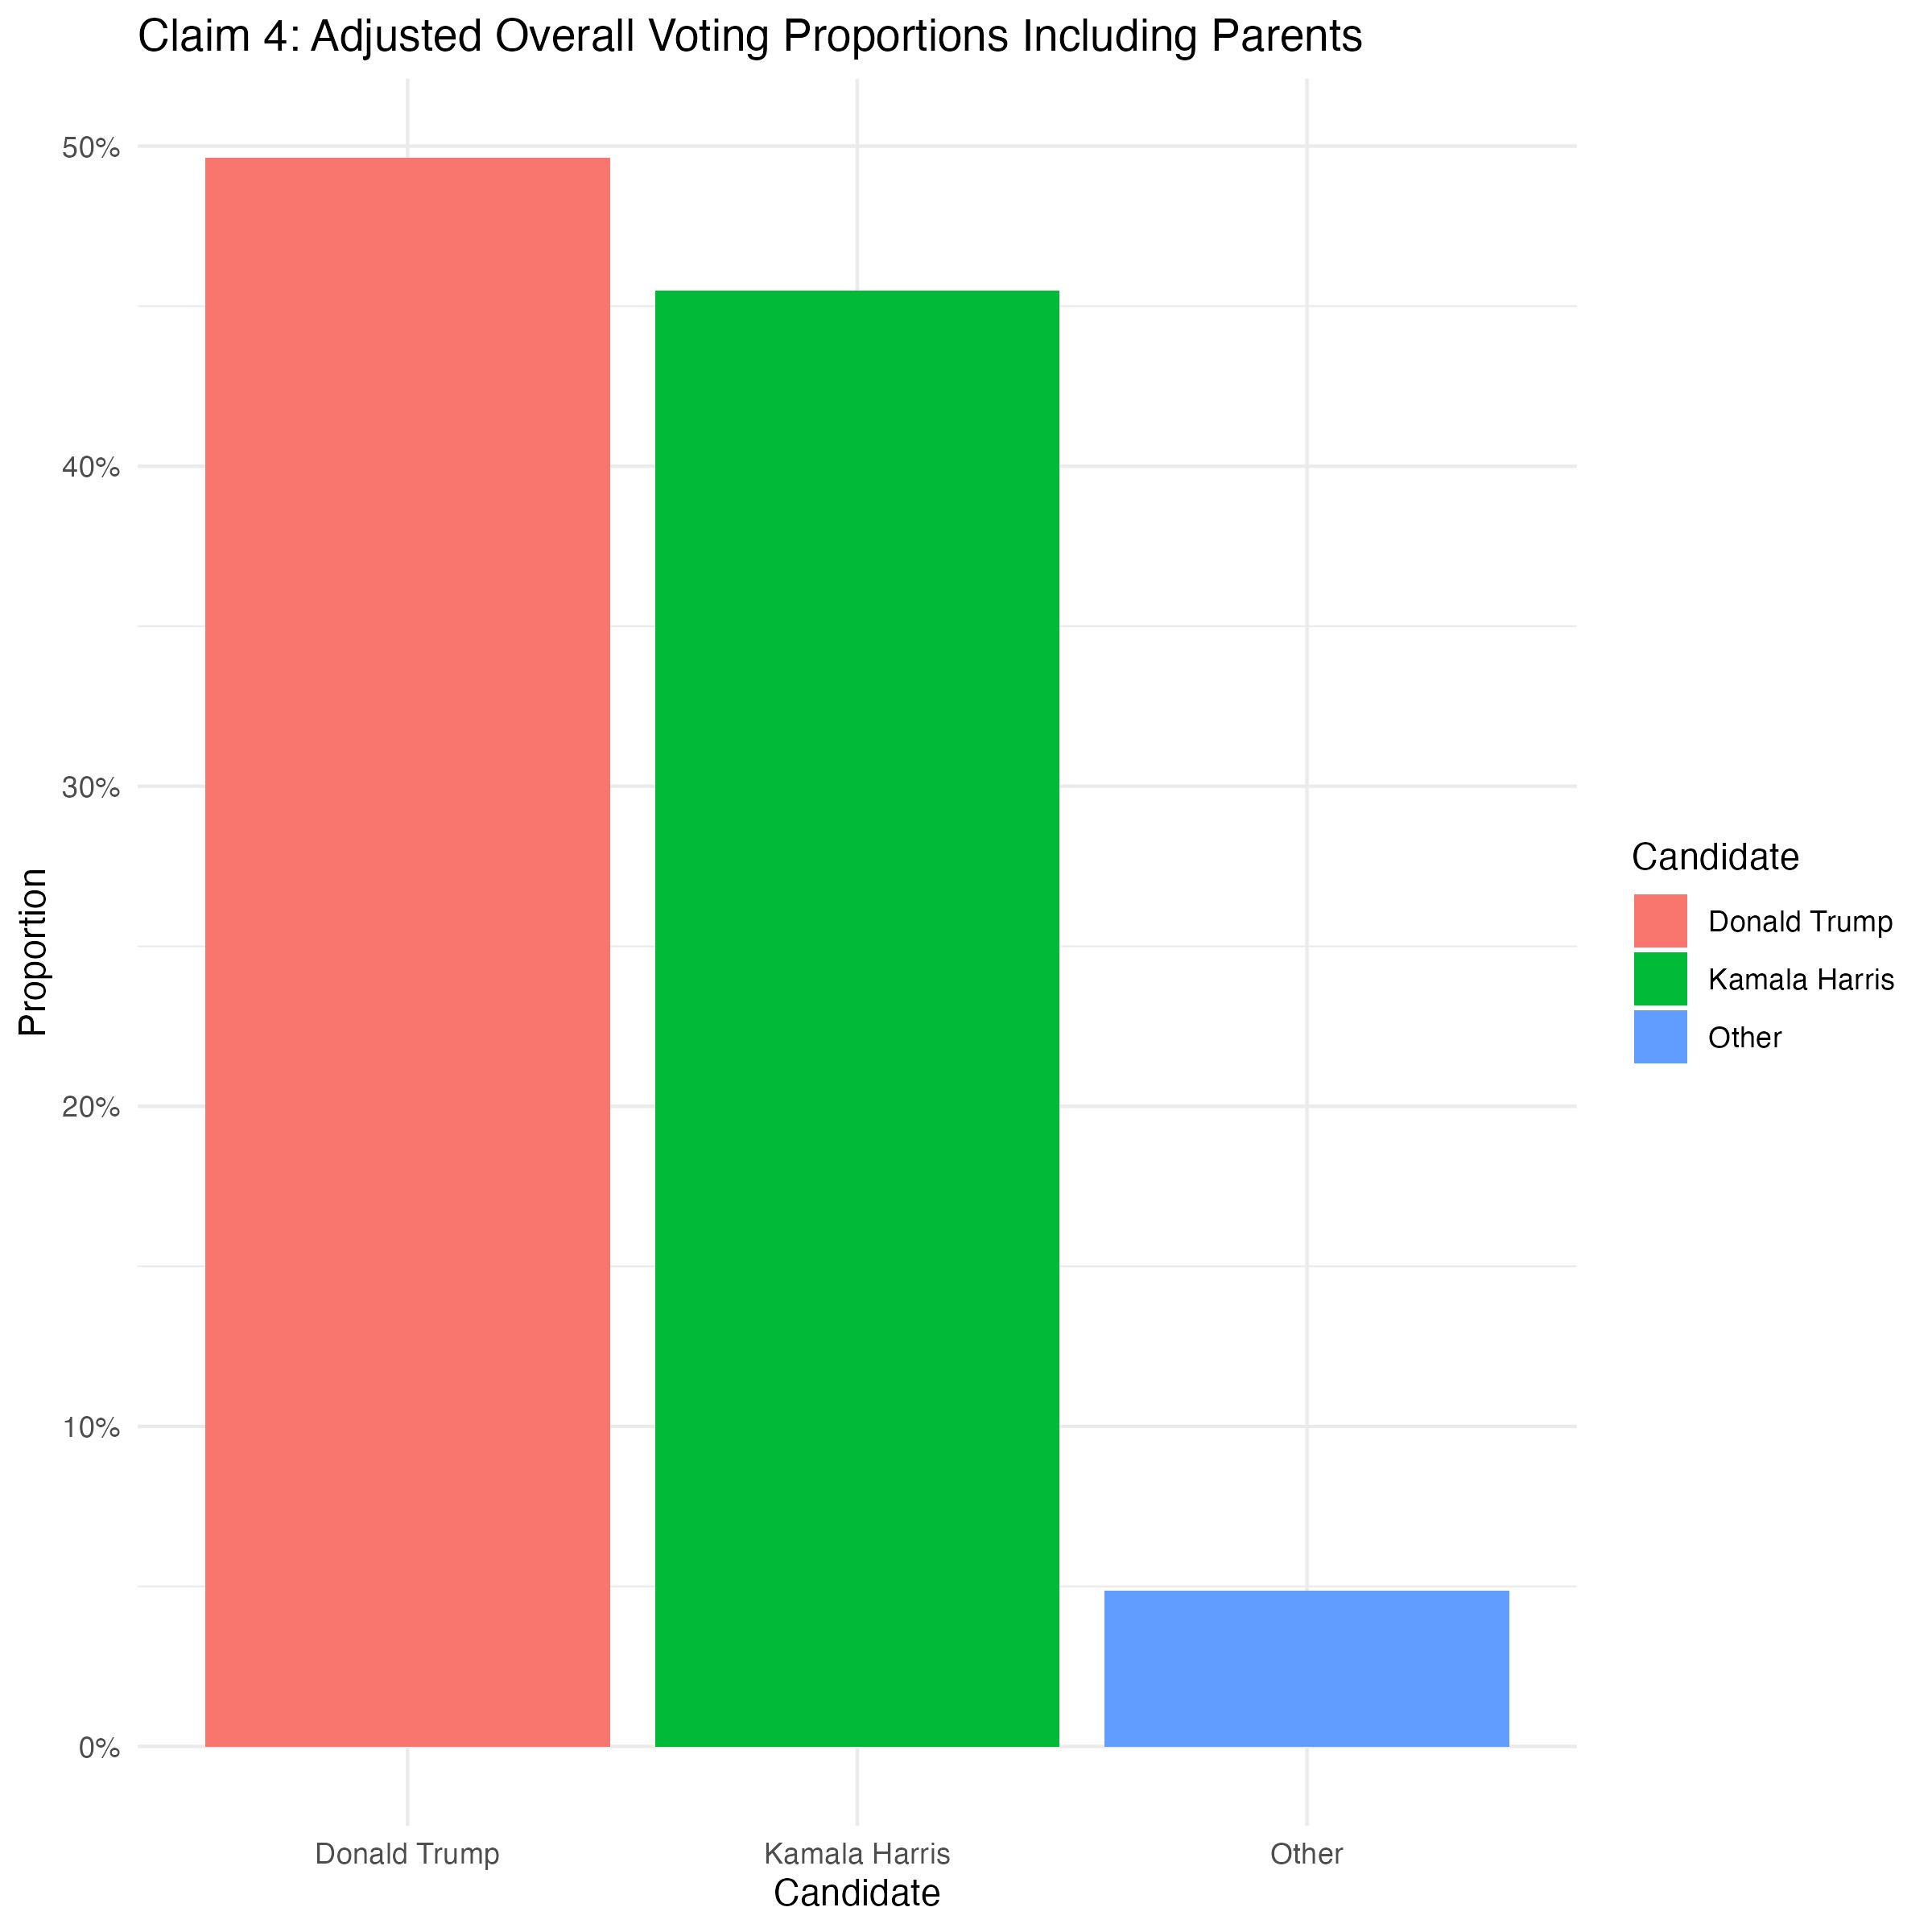 Claim 4: Adjusted Overall Voting Proportions Including Parents
50%
40%
30%
20%
10%
0%
Proportion
Donald Trump
Kamala Harris
Other
Candidate
Candidate
Donald Trump
Kamala Harris
Other